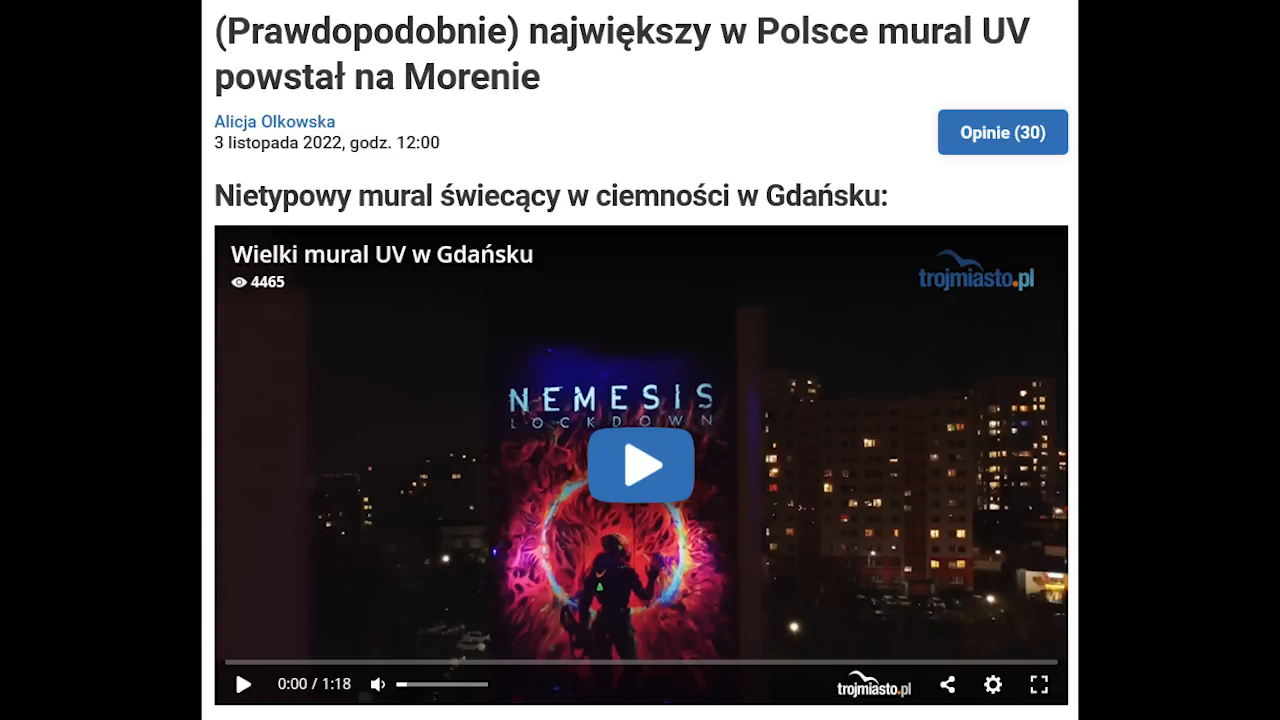 (Prawdopodobnie) największy w Polsce mural UV
powstał na Morenie
Alicja Olkowska
3 listopada 2022, godz. 12:00
Opinie (30)
Nietypowy mural świecący w ciemności w Gdańsku:
Wielki mural UV w Gdańsku
4465
trojmiasto.pl
NEMESIS
LOCKDOWN
0:00 / 1:18
trojmiasto.pl